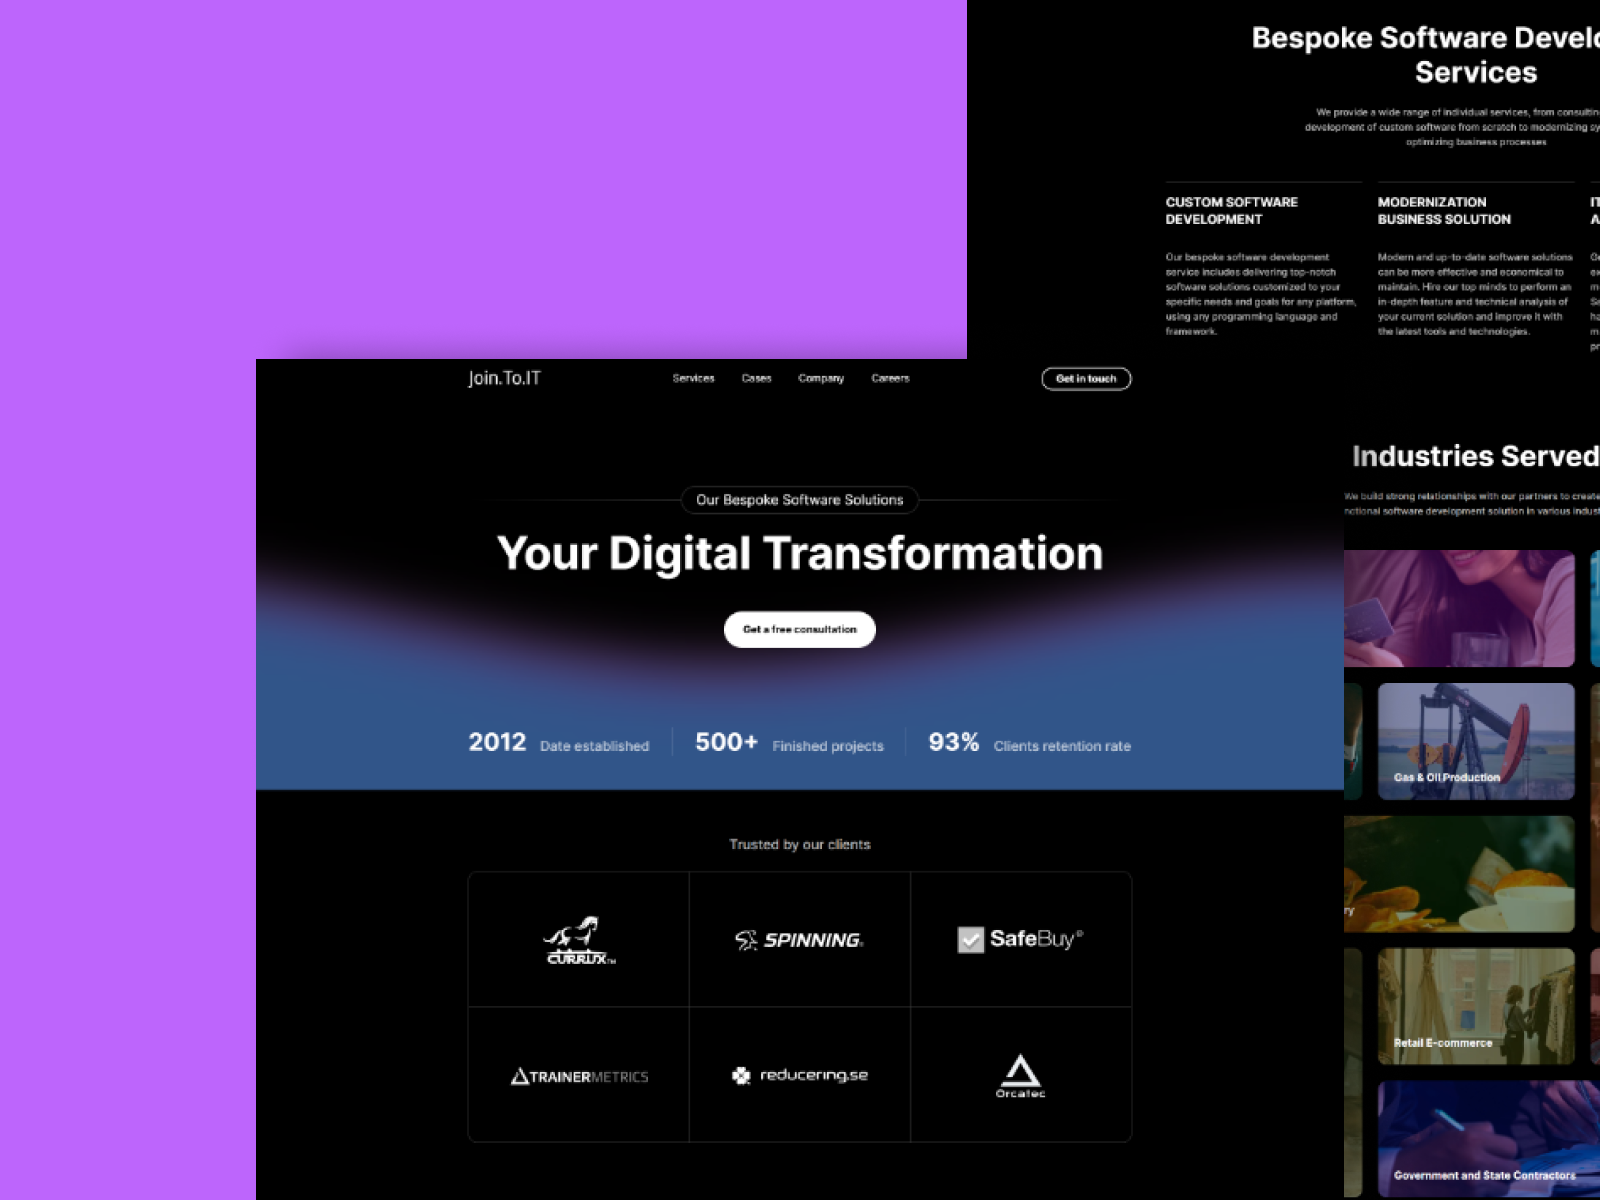 Bespoke Software
Services
We provide a wide range of individual services, from
development of custom software from scratch to modernizing
optimizing business processes
CUSTOM SOFTWARE
DEVELOPMENT
Our bespoke software development
service includes delivering top-notch
software solutions customized to your
specific needs and goals for any platform,
using any programming language and
framework.
MODERNIZATION
BUSINESS SOLUTION
Modern and up-to-date software solutions
can be more effective and economical to
maintain. Hire our top minds to perform an
in-depth feature and technical analysis of
your current solution and improve it with
the latest tools and technologies.
Join.To.IT
Services
Cases
Company
Careers
Get in touch
Our Bespoke Software Solutions
Your Digital Transformation
Get a free consultation
2012 Date established
500+ Finished projects
93% Clients retention rate
Trusted by our clients
CURRUX™
SPINNING®
SafeBuy®
TRAINERMETRICS
reducering.se
Orcatec
Industries Served
We build strong relationships with our partners to create
software development solution in various
Gas & Oil Production
Retail E-commerce
Government and State Contractors